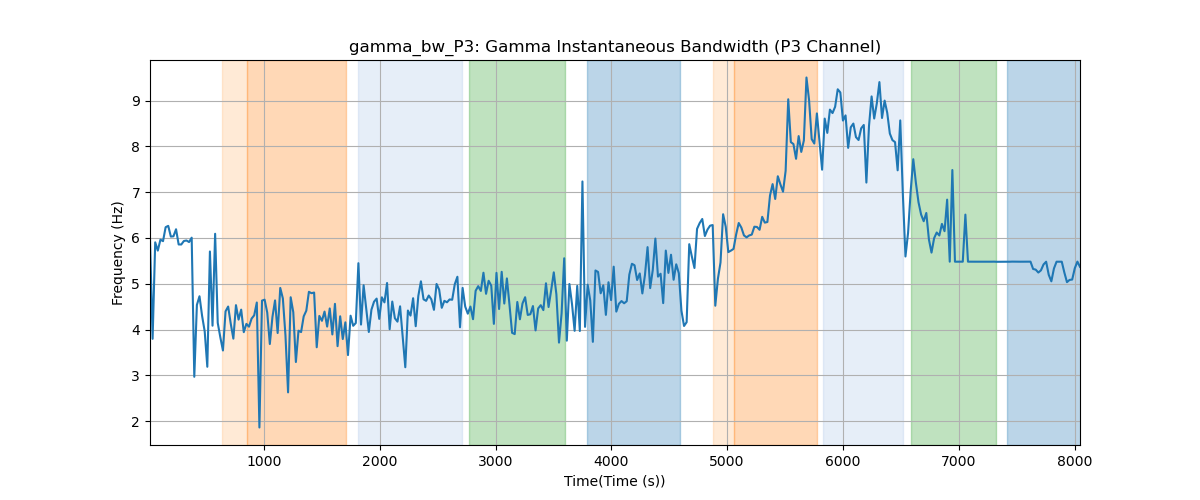 gamma_bw_P3: Gamma Instantaneous Bandwidth (P3 Channel)
Frequency (Hz)
9
8
7
6
5
4
3
2
1000 2000 3000 4000 5000 6000 7000 8000
Time(Time (s))